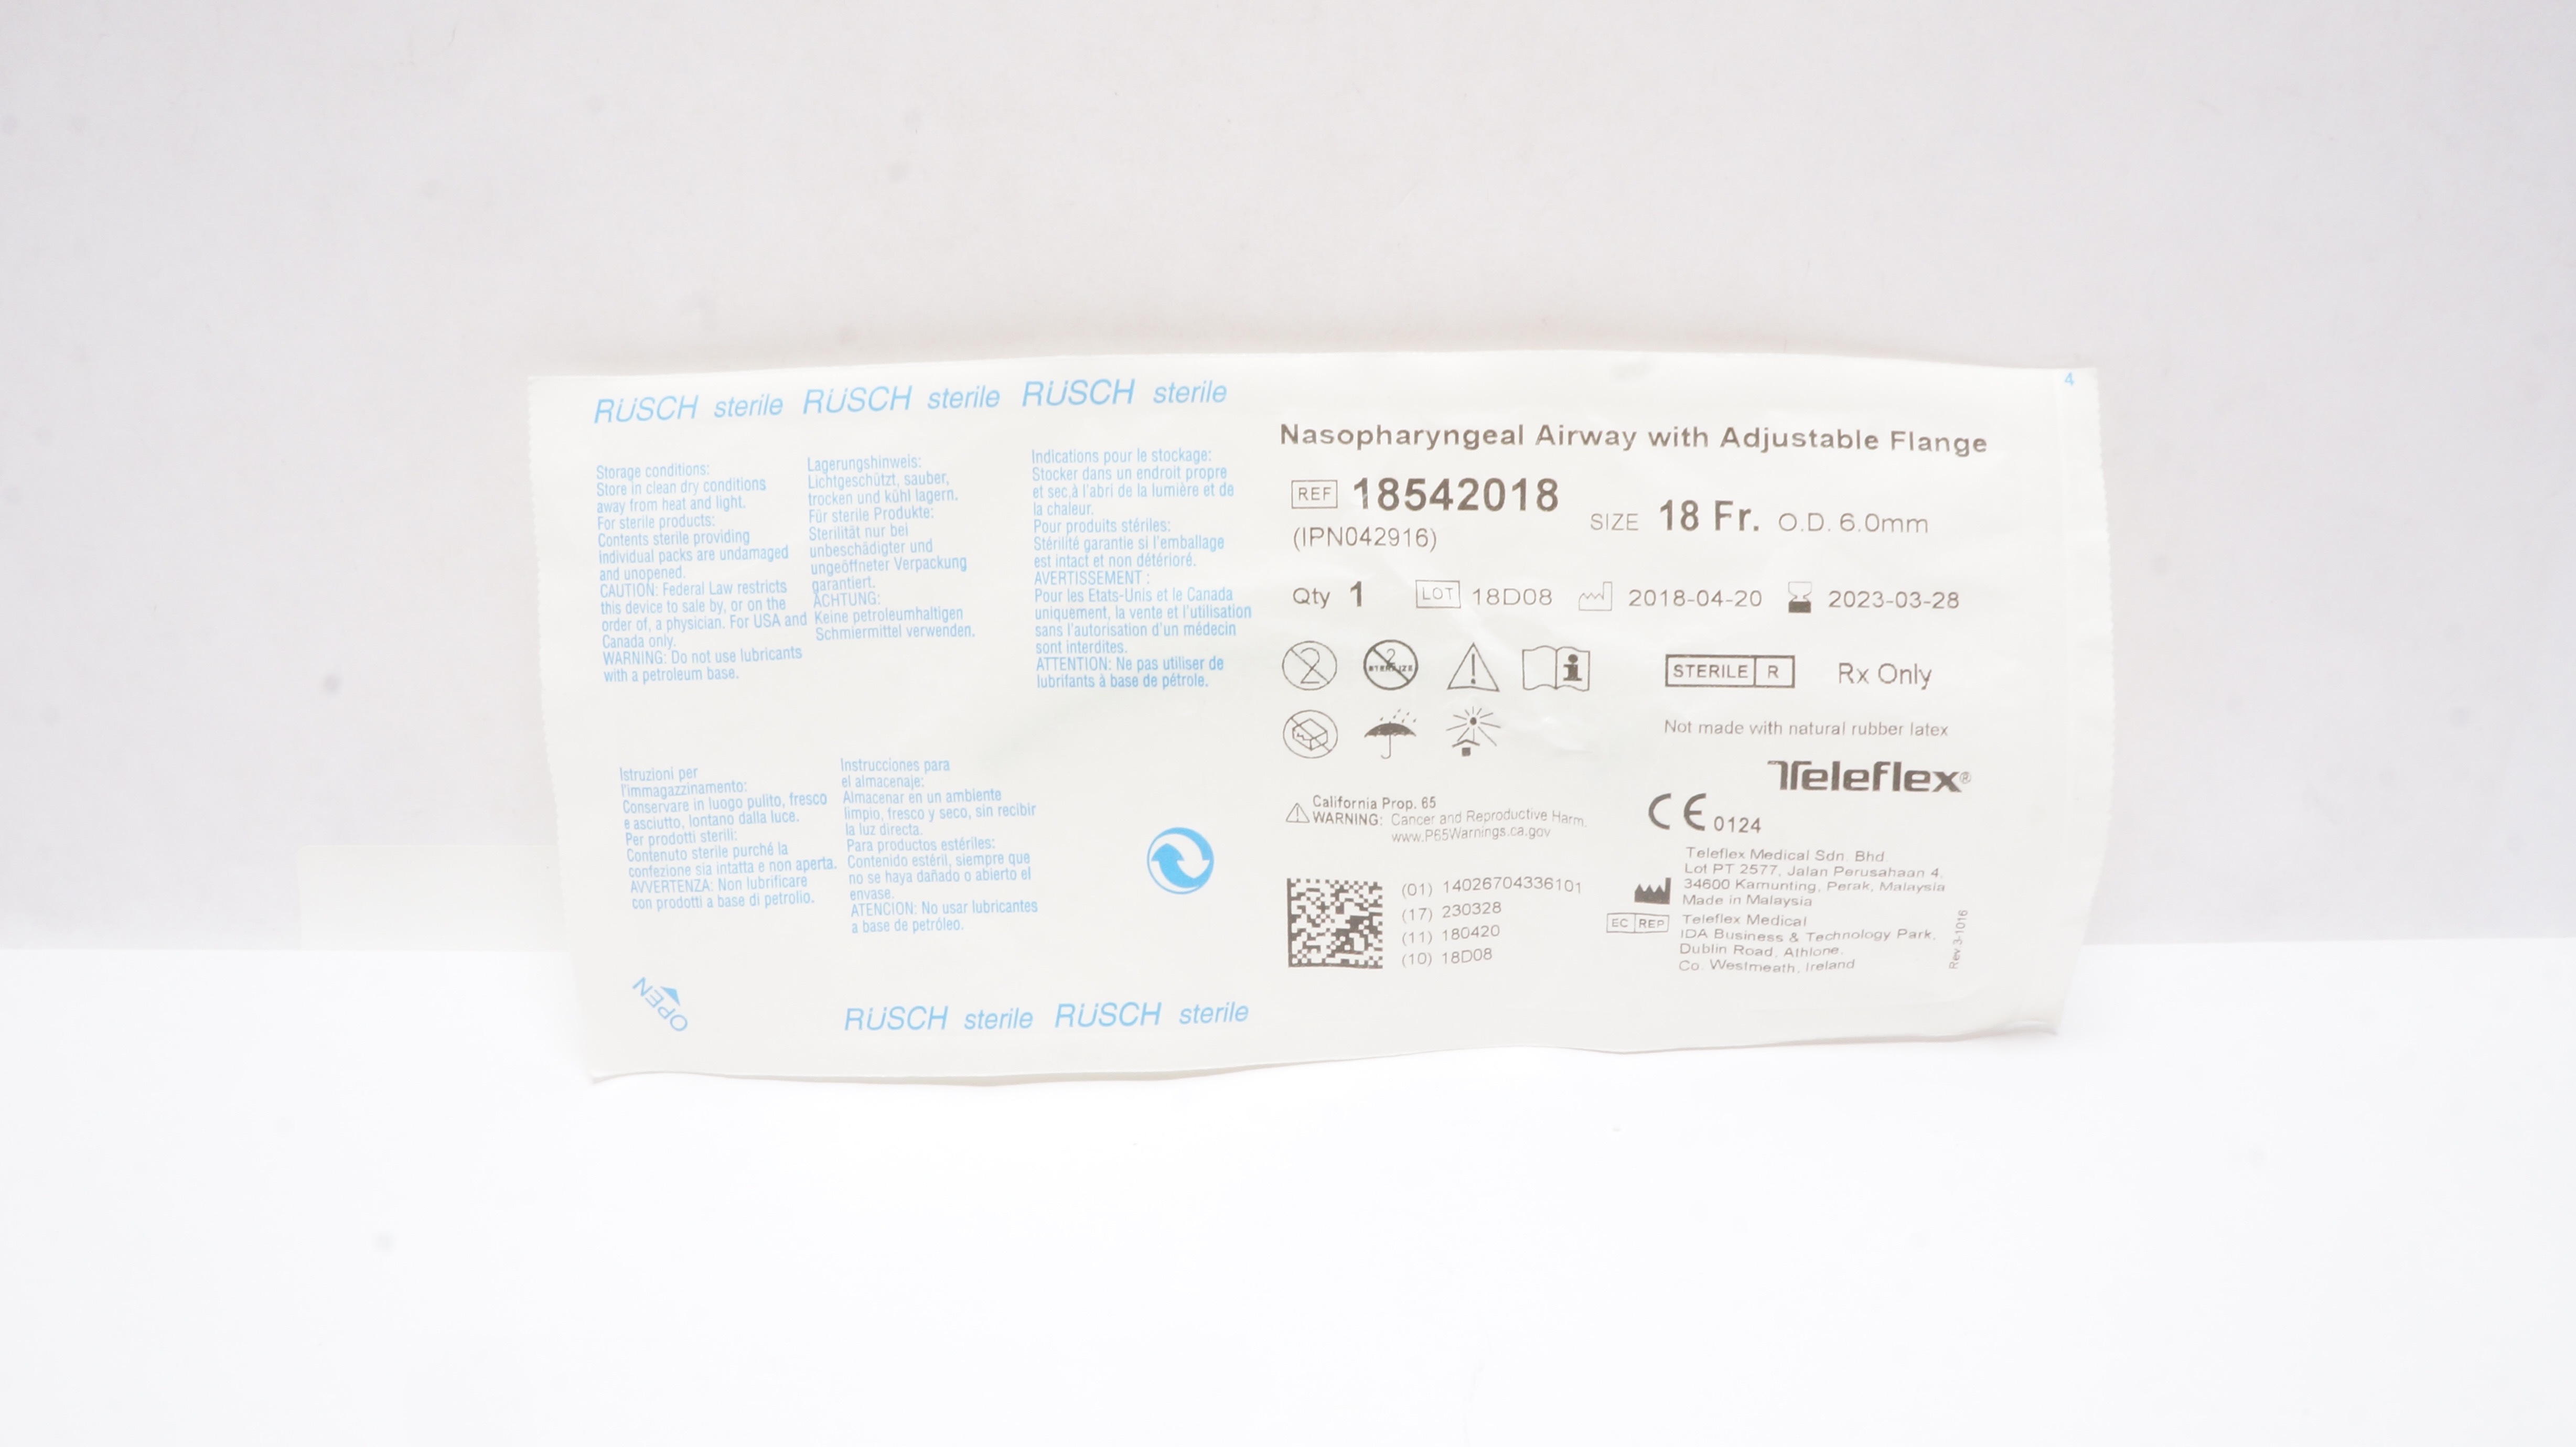 RÜSCH sterile RÜSCH sterile RÜSCH sterile
Storage conditions:
Store in clean dry conditions
away from heat and light.
For sterile products:
Contents sterile providing
individual packs are undamaged
and unopened.
CAUTION: Federal Law restricts
this device to sale by, or on the
order of, a physician. For USA and
Canada only.
WARNING: Do not use lubricants
with a petroleum base.
Lagerungshinweis:
Lichtgeschützt, sauber,
trocken und kühl lagern.
Für sterile Produkte:
Sterilität nur bei
unbeschädigter und
ungeöffneter Verpackung
garantiert.
ACHTUNG:
Keine petroleumhaltigen
Schmiermittel verwenden.
Indications pour le stockage:
Stocker dans un endroit propre
et sec,à l'abri de la lumière et de
la chaleur.
Pour produits stériles:
Stérilité garantie si l'emballage
est intact et non détérioré.
AVERTISSEMENT :
Pour les Etats-Unis et le Canada
uniquement, la vente et l'utilisation
sans l'autorisation d'un médecin
sont interdites.
ATTENTION: Ne pas utiliser de
lubrifants à base de pétrole.
Istruzioni per
l'immagazzinamento:
Conservare in luogo pulito, fresco
e asciutto, lontano dalla luce.
Per prodotti sterili:
Contenuto sterile purché la
confezione sia intatta e non aperta.
AVVERTENZA: Non lubrificare
con prodotti a base di petrolio.
Instrucciones para
el almacenaje:
Almacenar en un ambiente
limpio, fresco y seco, sin recibir
la luz directa.
Para productos estériles:
Contenido estéril, siempre que
no se haya dañado o abierto el
envase.
ATENCION: No usar lubricantes
a base de petróleo.
OPEN
RÜSCH sterile RÜSCH sterile
4
Nasopharyngeal Airway with Adjustable Flange
REF 18542018
(IPN042916)
SIZE 18 Fr. O.D. 6.0mm
Qty 1 LOT 18D08 2018-04-20 2023-03-28
2 2 STERILIZE
STERILE R Rx Only
Not made with natural rubber latex
Teleflex®
CE 0124
California Prop. 65
WARNING: Cancer and Reproductive Harm.
www.P65Warnings.ca.gov
(01) 14026704336101
(17) 230328
(11) 180420
(10) 18D08
Teleflex Medical Sdn. Bhd.
Lot PT 2577, Jalan Perusahaan 4,
34600 Kamunting, Perak, Malaysia
Made in Malaysia
EC REP Teleflex Medical
IDA Business & Technology Park,
Dublin Road, Athlone,
Co. Westmeath, Ireland
Rev.3-1016